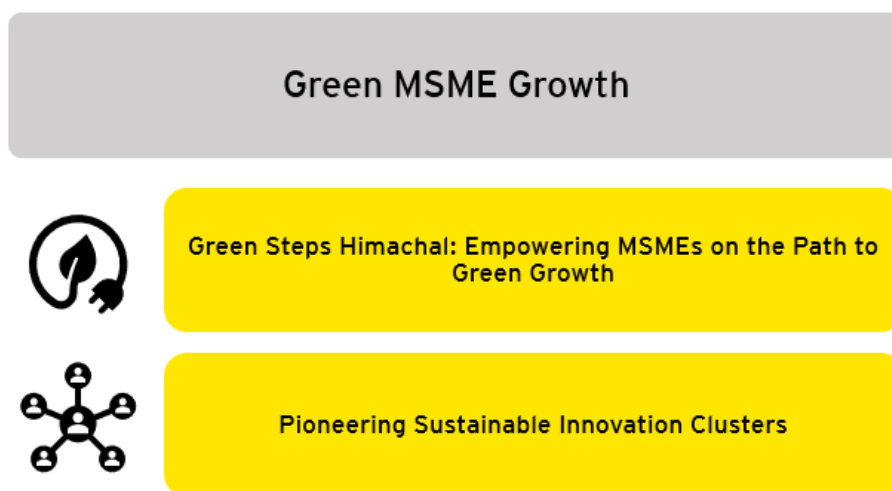 Green MSME Growth
Green Steps Himachal: Empowering MSMEs on the Path to
Green Growth
Pioneering Sustainable Innovation Clusters